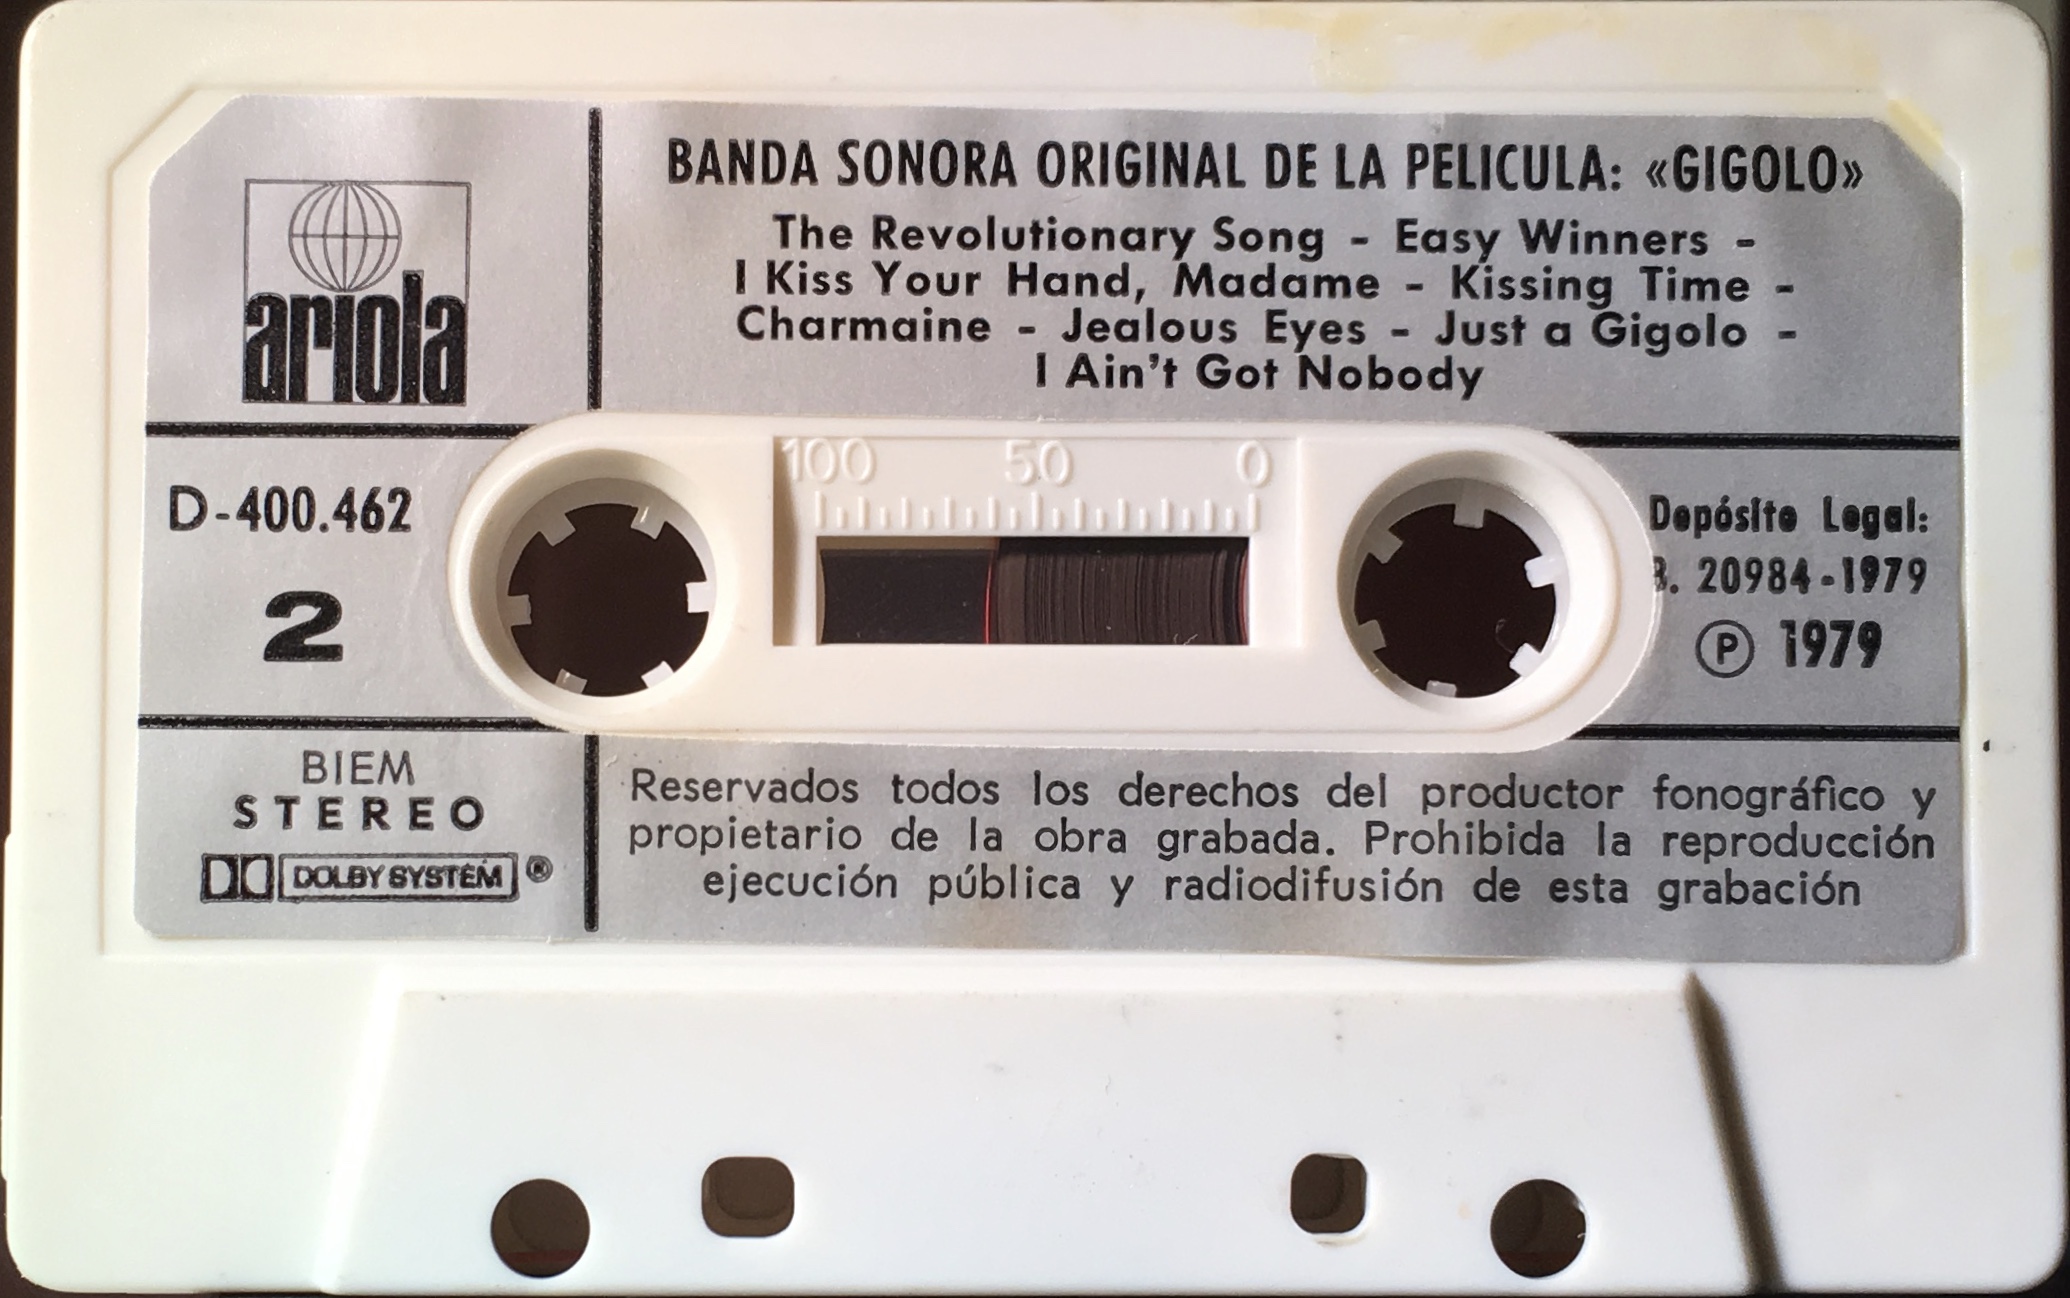 ariola
BANDA SONORA ORIGINAL DE LA PELICULA: «GIGOLO»
The Revolutionary Song - Easy Winners -
I Kiss Your Hand, Madame - Kissing Time -
Charmaine - Jealous Eyes - Just a Gigolo -
I Ain't Got Nobody
D-400.462
2
100 50 0
Depósito Legal:
B. 20984-1979
Ⓟ 1979
BIEM
STEREO
DOLBY SYSTEM ®
Reservados todos los derechos del productor fonográfico y
propietario de la obra grabada. Prohibida la reproducción
ejecución pública y radiodifusión de esta grabación